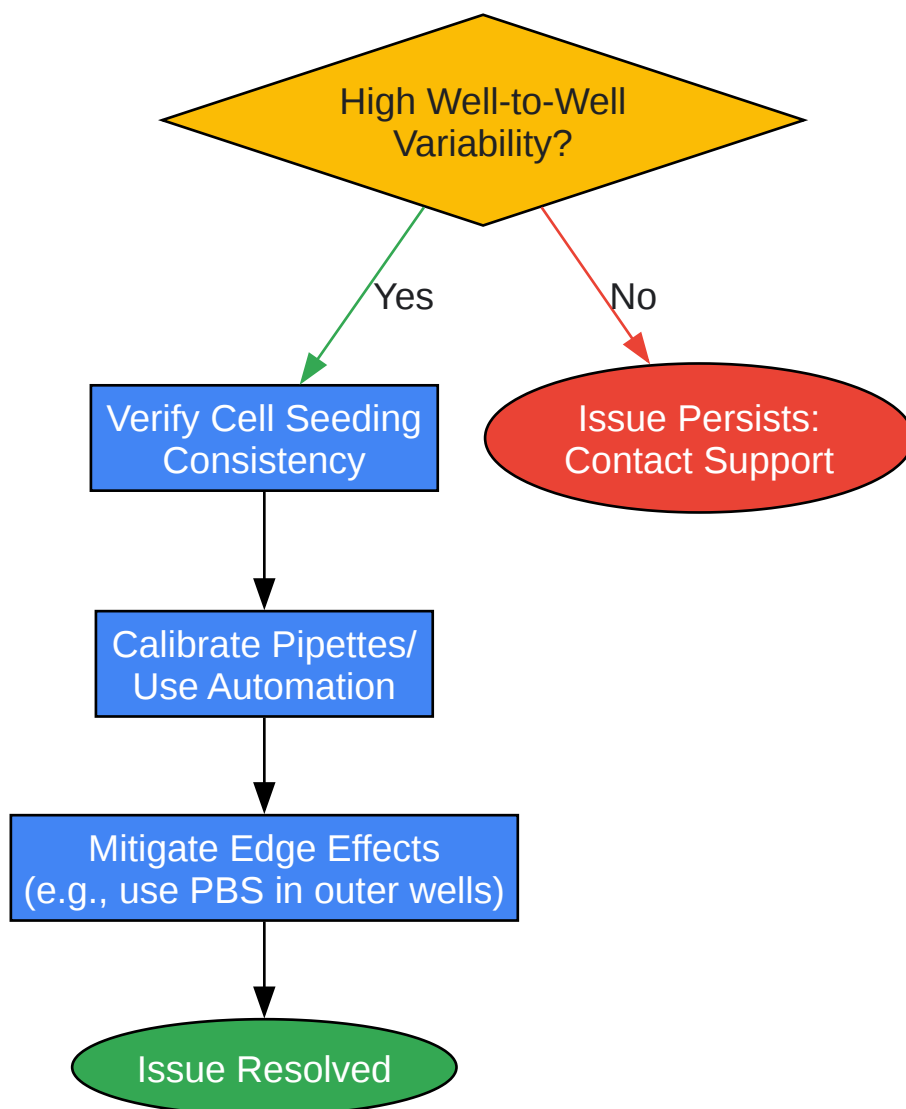 High Well-to-Well
Variability?
Yes
No
Verify Cell Seeding
Consistency
Issue Persists:
Contact Support
Calibrate Pipettes/
Use Automation
Mitigate Edge Effects
(e.g., use PBS in outer wells)
Issue Resolved